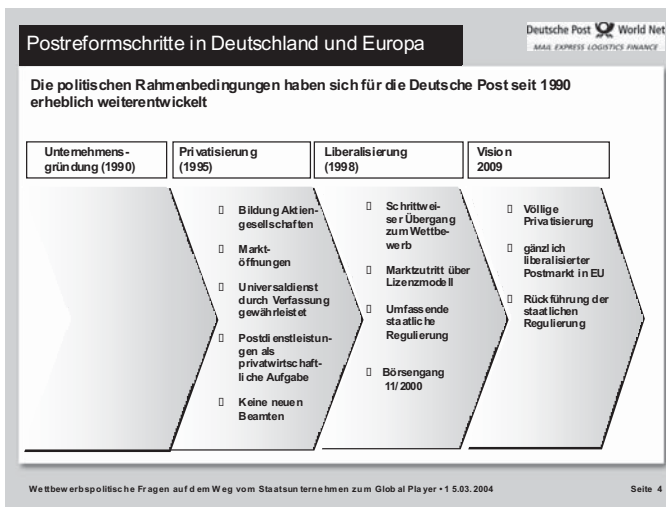 Postreformschritte in Deutschland und Europa
Deutsche Post World Net
MAIL EXPRESS LOGISTICS FINANCE
Die politischen Rahmenbedingungen haben sich für die Deutsche Post seit 1990
erheblich weiterentwickelt
Unternehmens-
gründung (1990)
Privatisierung
(1995)
Bildung Aktien-
gesellschaften
Markt-
öffnungen
Universaldienst
durch Verfassung
gewährleistet
Postdienstleistun-
gen als
privatwirtschaft-
liche Aufgabe
Keine neuen
Beamten
Liberalisierung
(1998)
Schrittwei-
ser Übergang
zum Wettbe-
werb
Marktzutritt über
Lizenzmodell
Umfassende
staatliche
Regulierung
Börsengang
11/2000
Vision
2009
Völlige
Privatisierung
gänzlich
liberalisierter
Postmarkt in EU
Rückführung der
staatlichen
Regulierung
Wettbewerbspolitische Fragen auf dem Weg vom Staatsunternehmen zum Global Player • 15.03.2004
Seite 4